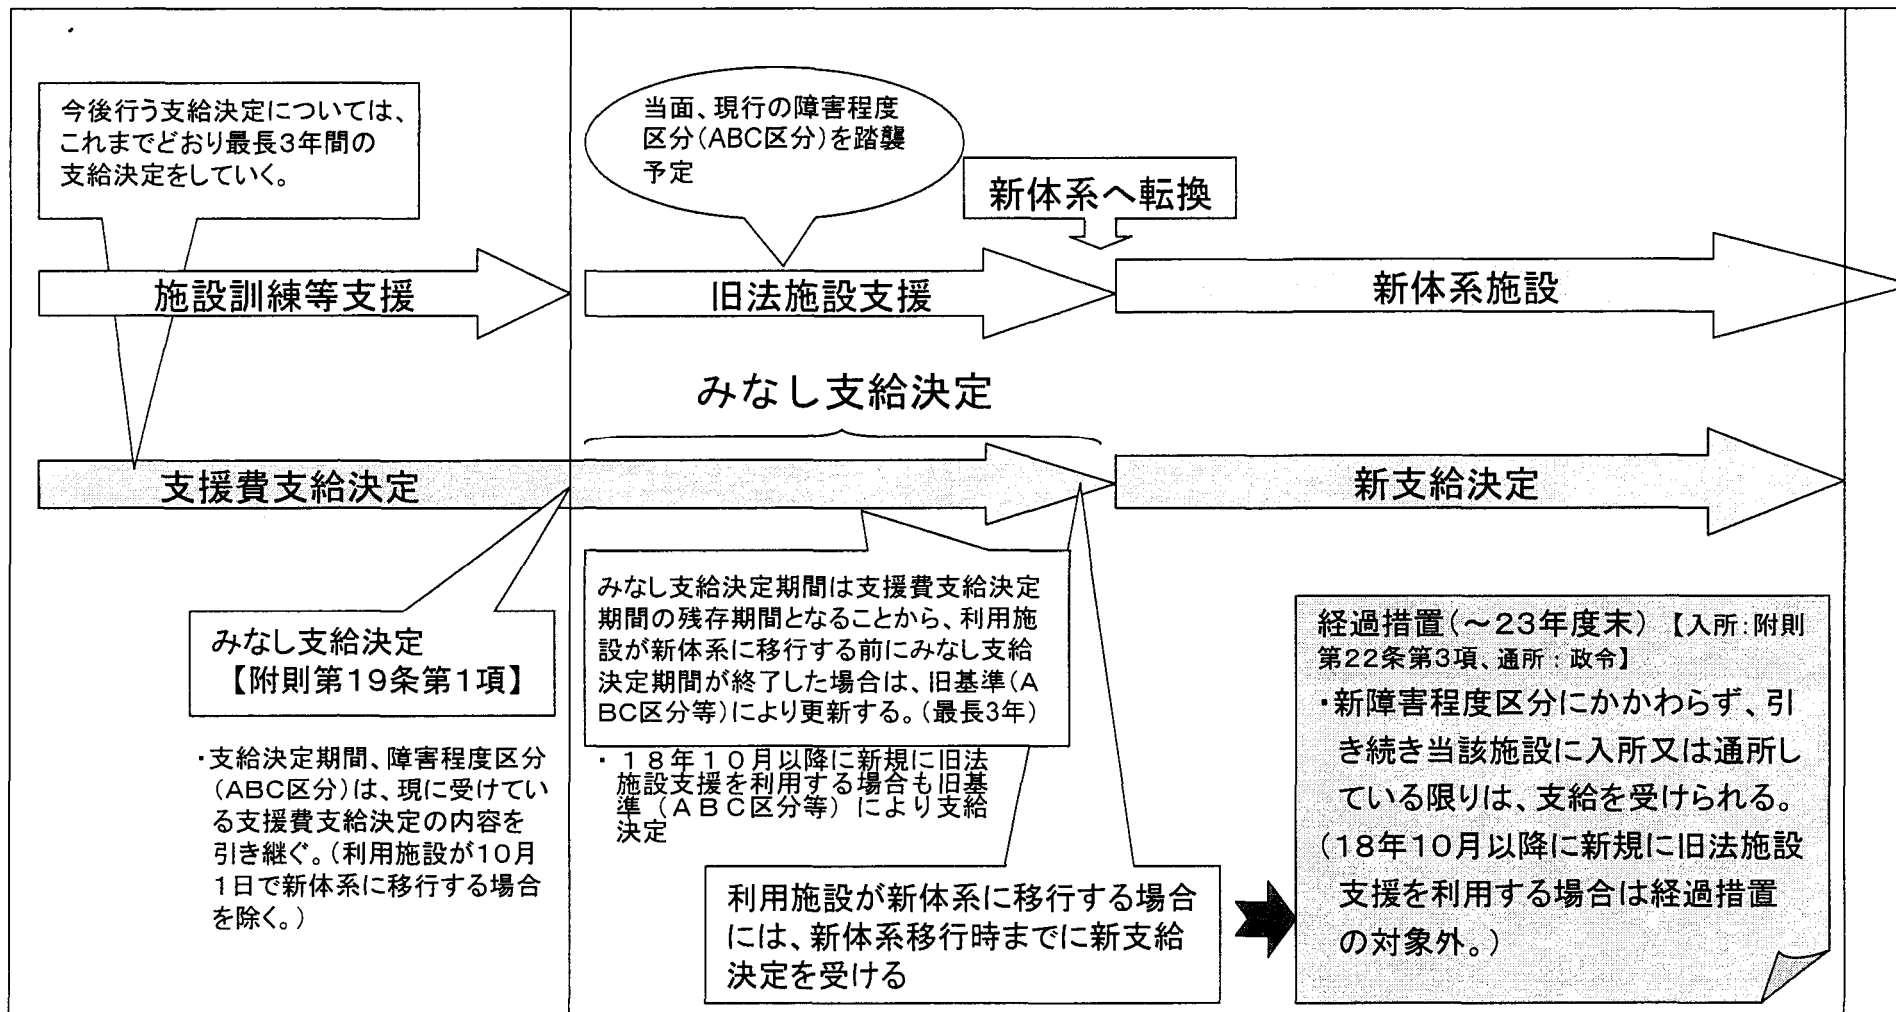 今後行う支給決定については、
これまでどおり最長3年間の
支給決定をしていく。
当面、現行の障害程度
区分(ABC区分)を踏襲
予定
新体系へ転換
施設訓練等支援
旧法施設支援
新体系施設
みなし支給決定
支援費支給決定
新支給決定
みなし支給決定
【附則第19条第1項】
・支給決定期間、障害程度区分
(ABC区分)は、現に受けてい
る支援費支給決定の内容を
引き継ぐ。(利用施設が10月
1日で新体系に移行する場合
を除く。)
みなし支給決定期間は支援費支給決定
期間の残存期間となることから、利用施
設が新体系に移行する前にみなし支給
決定期間が終了した場合は、旧基準(A
BC区分等)により更新する。(最長3年)
・18年10月以降に新規に旧法
施設支援を利用する場合も旧基
準(ABC区分等)により支給
決定
利用施設が新体系に移行する場合
には、新体系移行時までに新支給
決定を受ける
経過措置(~23年度末)【入所:附則
第22条第3項、通所:政令】
・新障害程度区分にかかわらず、引
き続き当該施設に入所又は通所し
ている限りは、支給を受けられる。
(18年10月以降に新規に旧法施設
支援を利用する場合は経過措置
の対象外。)